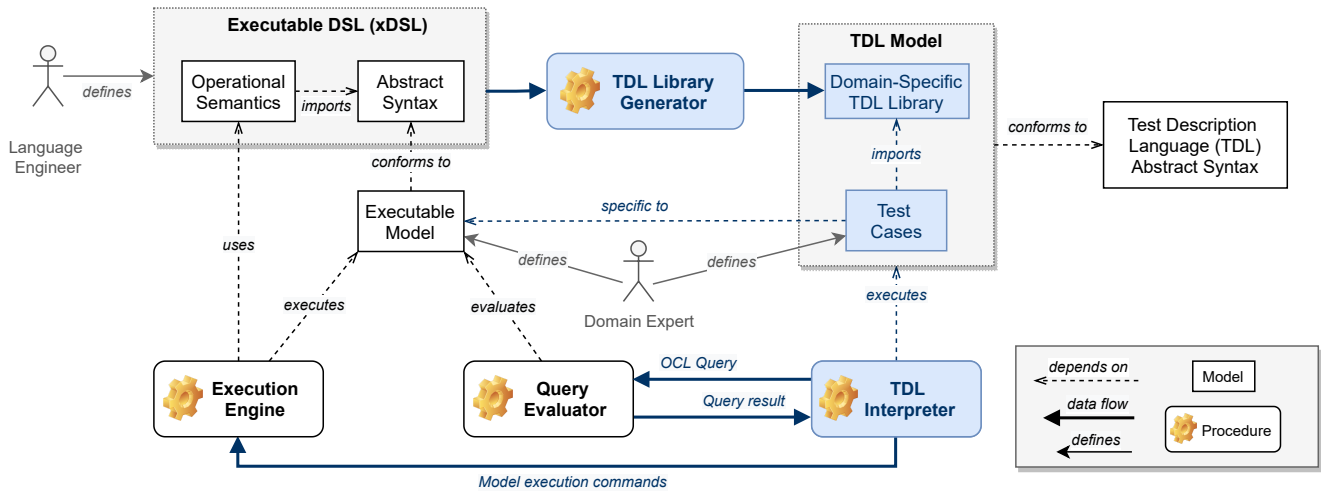 Executable DSL (xDSL)
Operational
Semantics
imports
Abstract
Syntax
defines
Language
Engineer
TDL Library
Generator
TDL Model
Domain-Specific
TDL Library
imports
Test
Cases
conforms to
Test Description
Language (TDL)
Abstract Syntax
conforms to
Executable
Model
specific to
uses
defines
defines
Domain Expert
executes
evaluates
executes
Execution
Engine
Query
Evaluator
OCL Query
Query result
TDL
Interpreter
Model execution commands
depends on
data flow
defines
Model
Procedure